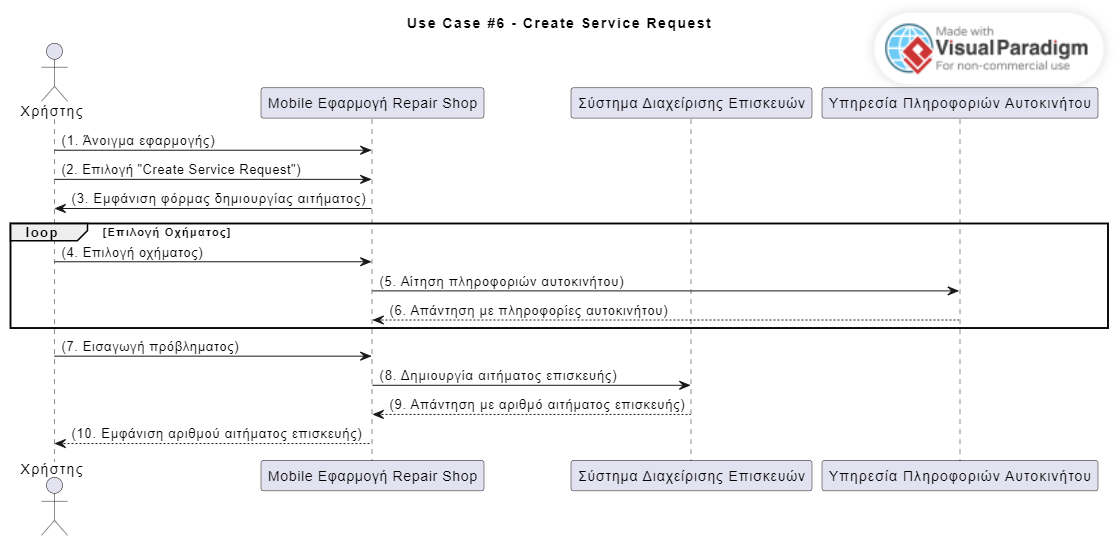 Use Case #6 - Create Service Request
Made with
VisualParadigm
For non-commercial use
Χρήστης
Mobile Εφαρμογή Repair Shop
Σύστημα Διαχείρισης Επισκευών
Υπηρεσία Πληροφοριών Αυτοκινήτου
(1. Άνοιγμα εφαρμογής)
(2. Επιλογή "Create Service Request")
(3. Εμφάνιση φόρμας δημιουργίας αιτήματος)
loop [Επιλογή Οχήματος]
(4. Επιλογή οχήματος)
(5. Αίτηση πληροφοριών αυτοκινήτου)
(6. Απάντηση με πληροφορίες αυτοκινήτου)
(7. Εισαγωγή πρόβληματος)
(8. Δημιουργία αιτήματος επισκευής)
(9. Απάντηση με αριθμό αιτήματος επισκευής)
(10. Εμφάνιση αριθμού αιτήματος επισκευής)
Χρήστης
Mobile Εφαρμογή Repair Shop
Σύστημα Διαχείρισης Επισκευών
Υπηρεσία Πληροφοριών Αυτοκινήτου